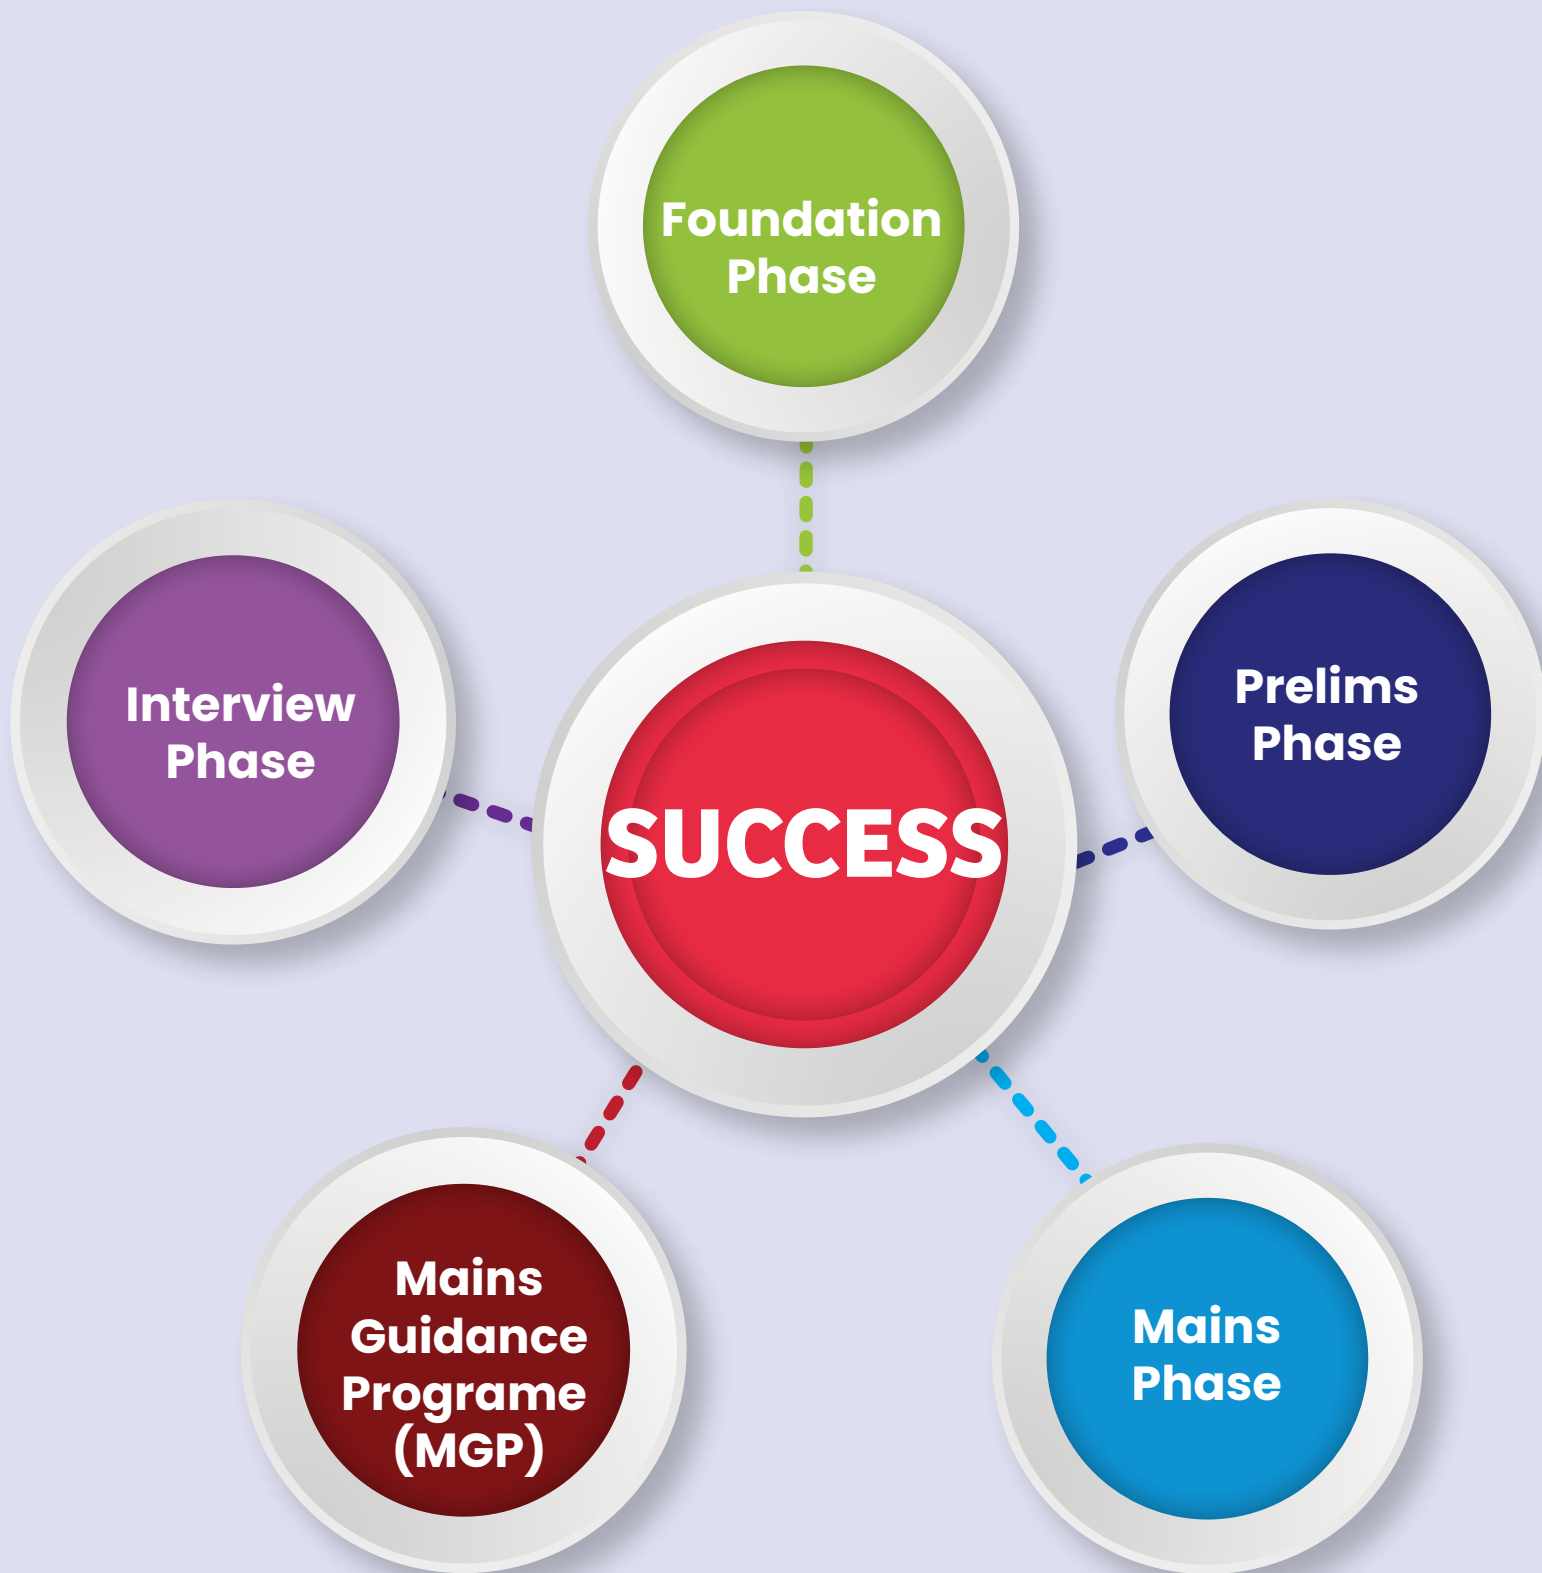 Foundation
Phase
Interview
Phase
SUCCESS
Prelims
Phase
Mains
Guidance
Programe
(MGP)
Mains
Phase